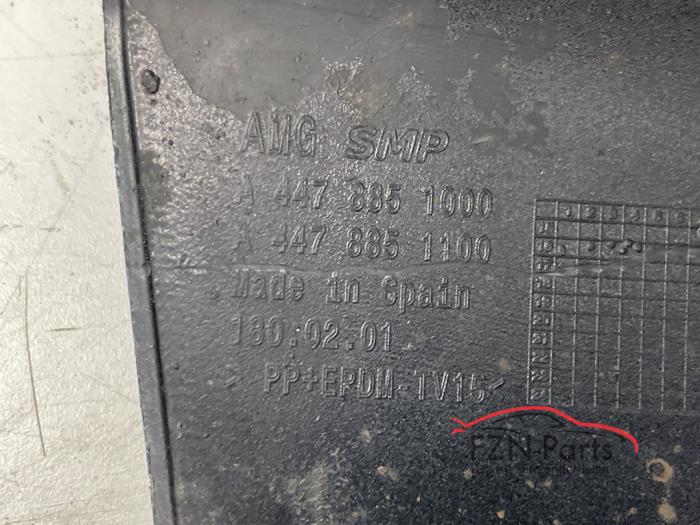 AMG SMP
A 447 885 1000
A 447 885 1100
Made in Spain
180.02.01
> PP+EPDM-TV15<
FZN-Parts